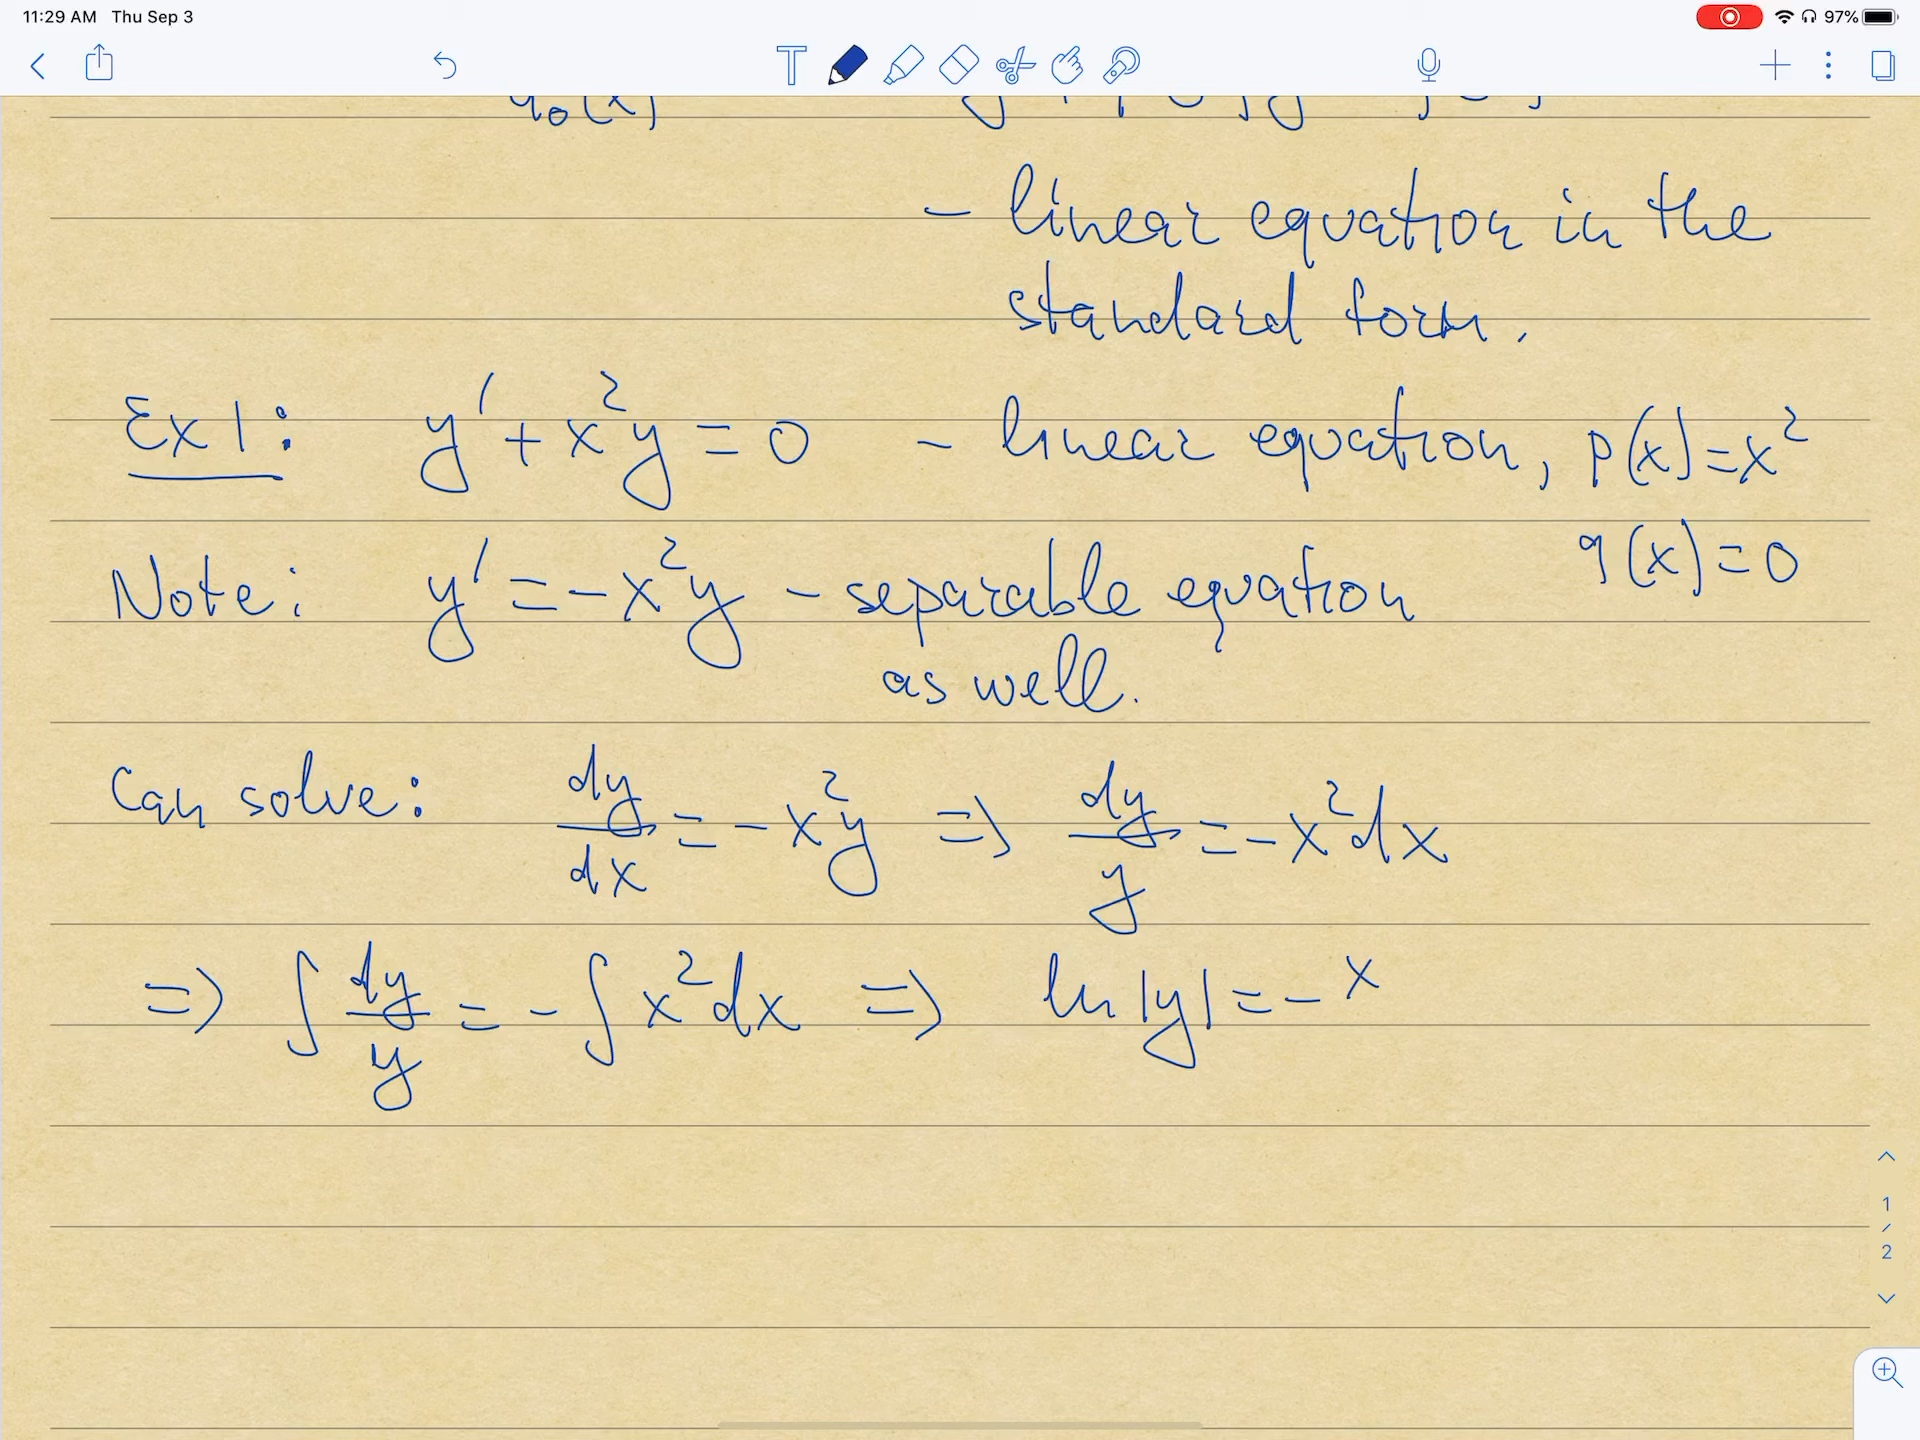 11:29 AM Thu Sep 3 97%
T
- linear equation in the
standard form.
Ex 1: y' + x²y = 0 - linear equation, p(x) = x²
q(x) = 0
Note: y' = -x²y - separable equation
as well.
Can solve: dy/dx = -x²y => dy/y = -x²dx
=> ∫ dy/y = - ∫ x²dx => ln|y| = - x
1
/
2